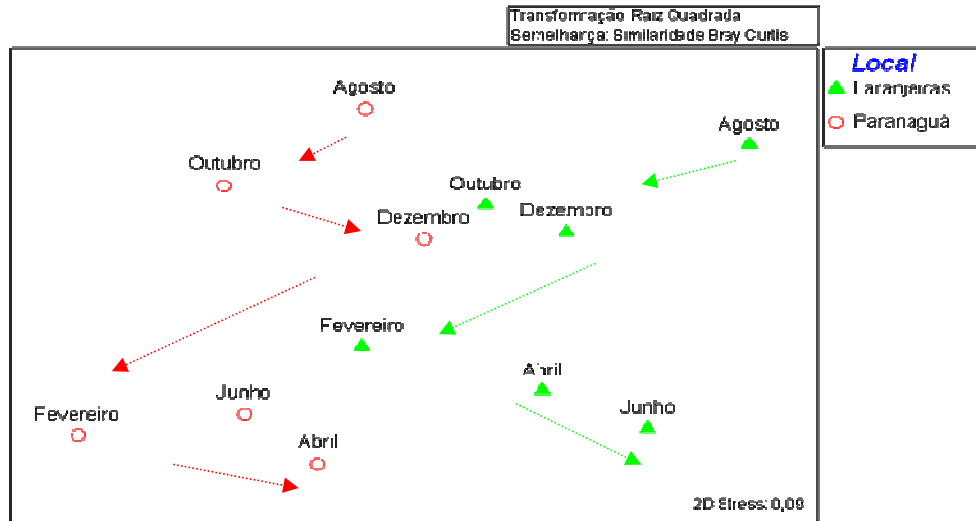 Transformação: Raiz Quadrada
Semelhança: Similaridade Bray Curtis
Local
Laranjeiras
Paranaguá
Agosto
Agosto
Outubro
Outubro
Dezembro
Dezembro
Fevereiro
Abril
Junho
Junho
Fevereiro
Abril
2D Stress: 0,09